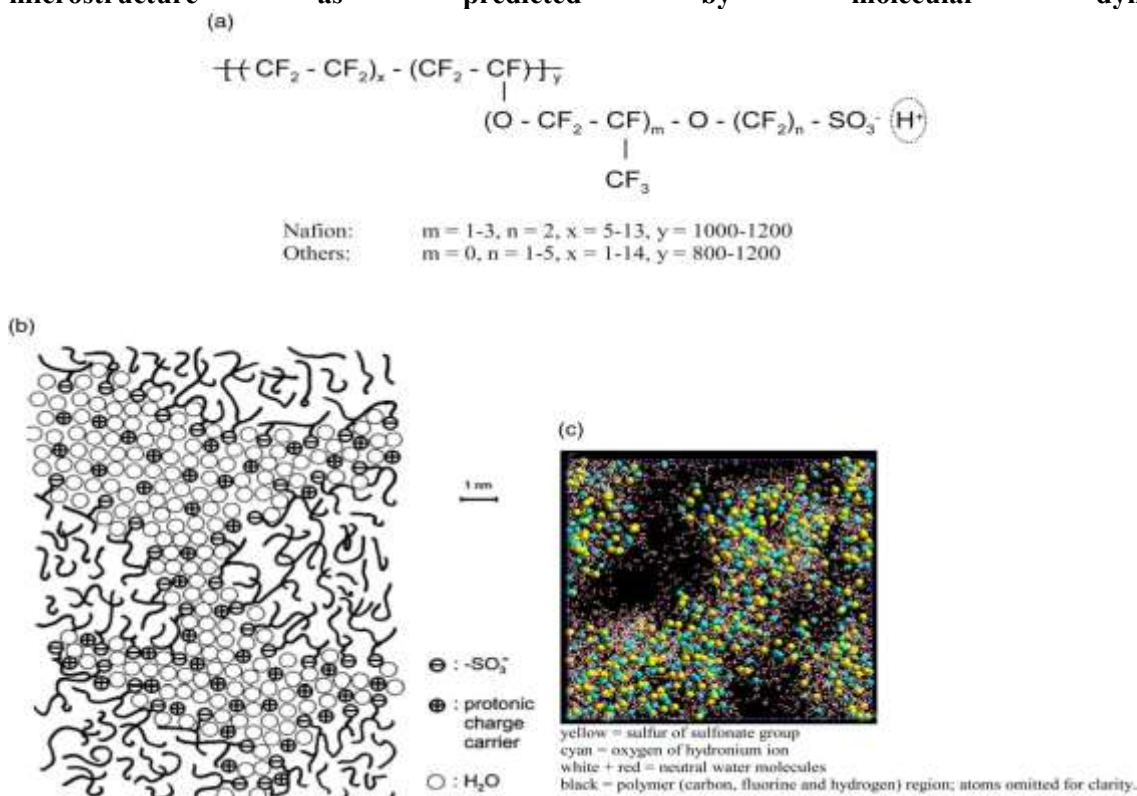 microstructure as predicted by molecular dyn
(a)
-[(CF₂ - CF₂)ₓ - (CF₂ - CF)]ᵧ
(O - CF₂ - CF)ₘ - O - (CF₂)ₙ - SO₃⁻ H⁺
CF₃
Nafion: m = 1-3, n = 2, x = 5-13, y = 1000-1200
Others: m = 0, n = 1-5, x = 1-14, y = 800-1200
(b)
(c)
1 nm
⊖ : -SO₃⁻
⊕ : protonic
charge
carrier
○ : H₂O
yellow = sulfur of sulfonate group
cyan = oxygen of hydronium ion
white + red = neutral water molecules
black = polymer (carbon, fluorine and hydrogen) region; atoms omitted for clarity.